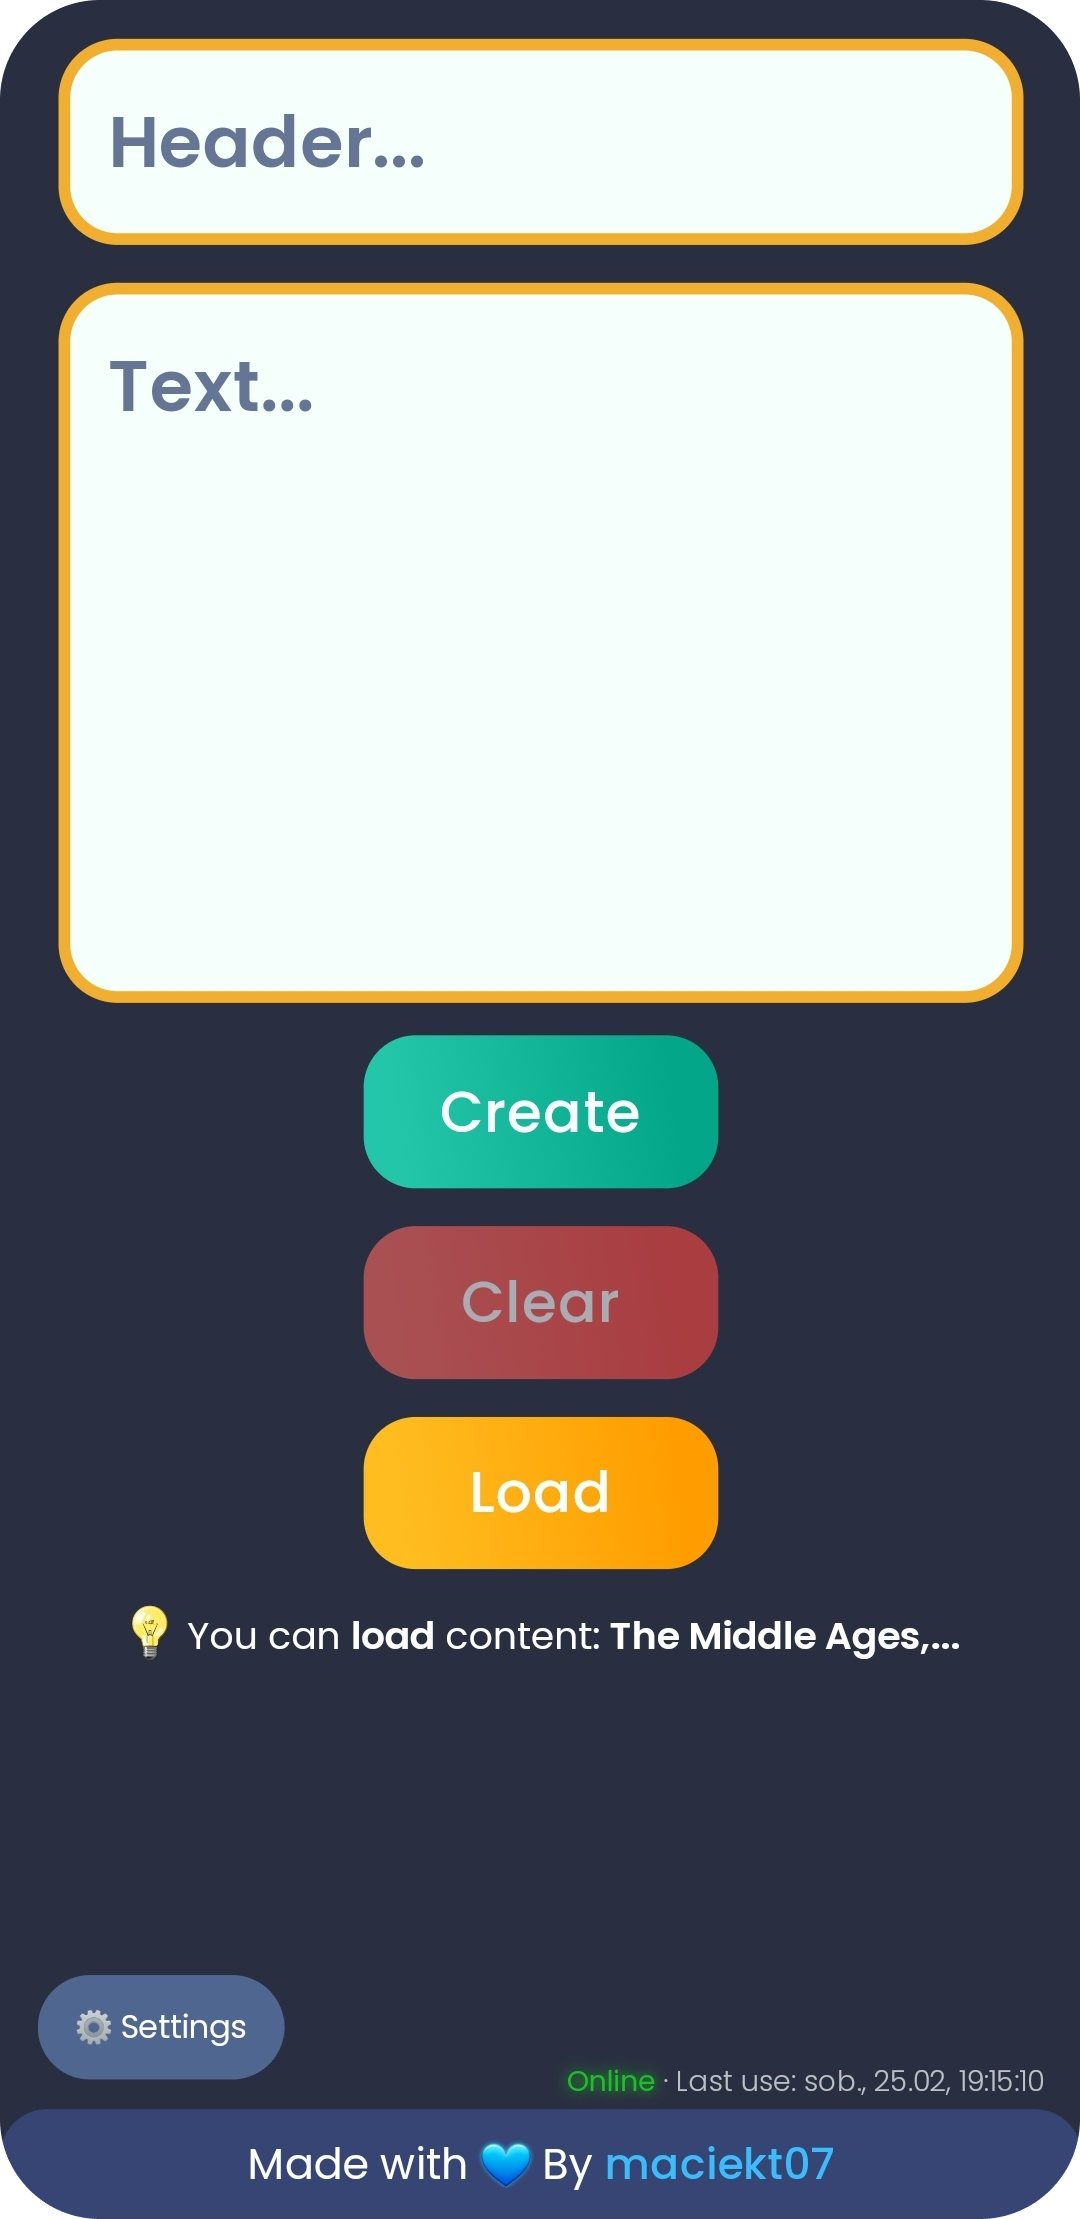 Header...
Text...
Create
Clear
Load
💡 You can load content: The Middle Ages,...
⚙️ Settings
Online · Last use: sob., 25.02, 19:15:10
Made with 💙 By maciekt07